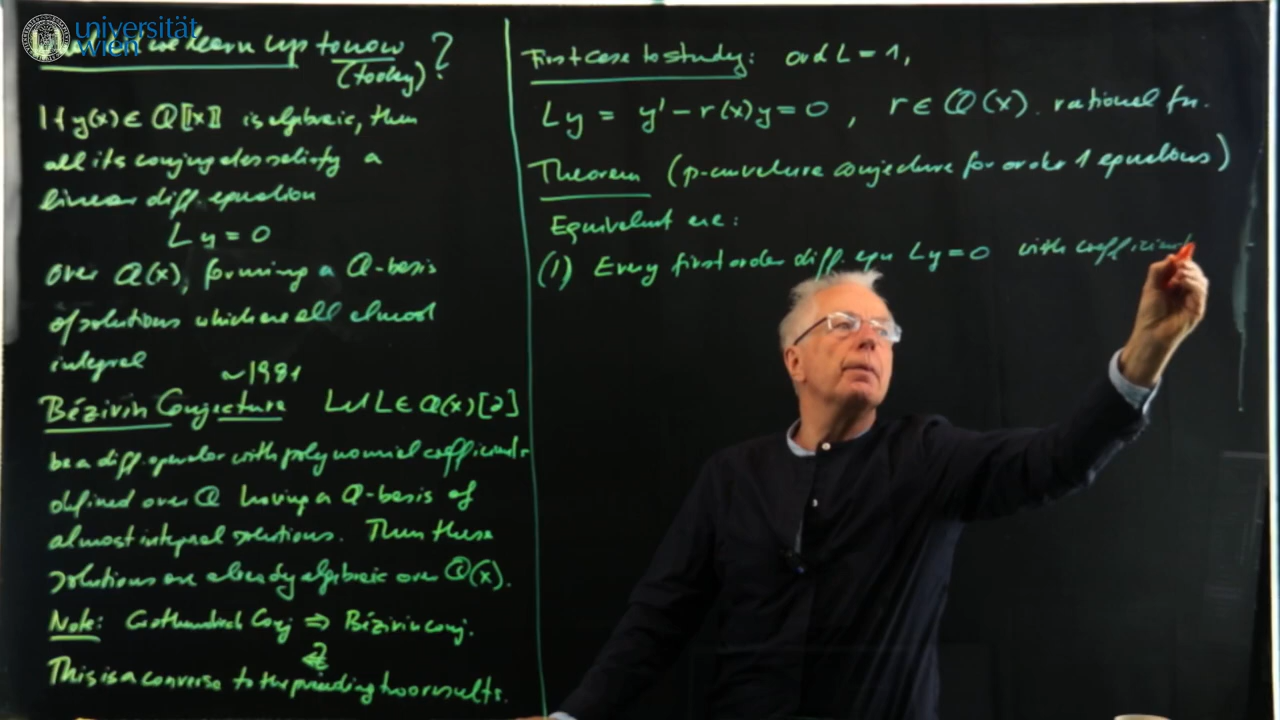 universität
wien
we learn up to now ?
(today)
If y(x) ∈ Q[[x]] is algebraic, then
all its conjugates satisfy a
linear diff. equation
Ly = 0
over Q(x), forming a Q-basis
of solutions which are all almost
integral
~1981
Bézivin Conjecture Let L ∈ Q(x)[∂]
be a diff. operator with polynomial coefficients
defined over Q having a Q-basis of
almost integral solutions. Then these
solutions are already algebraic over Q(x).
Note: Grothendieck Conj ⇒ Bézivin conj.
⇐?
This is a converse to the preceding two results.
First case to study: ord L = 1,
Ly = y' - r(x)y = 0, r ∈ Q(x). rational fn.
Theorem (p-curvature conjecture for order 1 equations)
Equivalent are:
(1) Every first order diff. equ Ly = 0 with coefficients